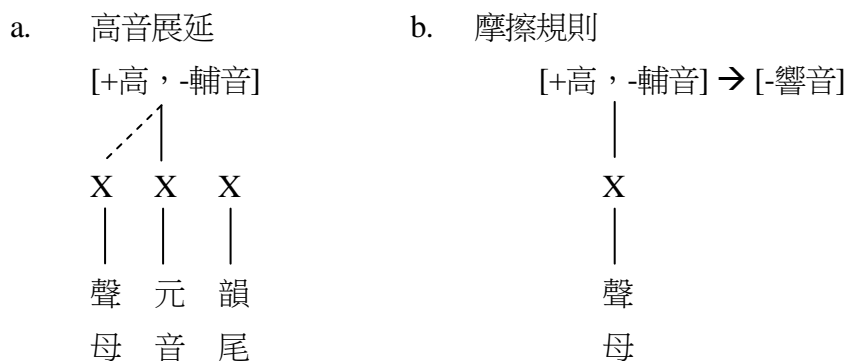 a. 高音展延 b. 摩擦規則
[+高，-輔音] [+高，-輔音] → [-響音]
X X X X
聲 元 韻 聲
母 音 尾 母